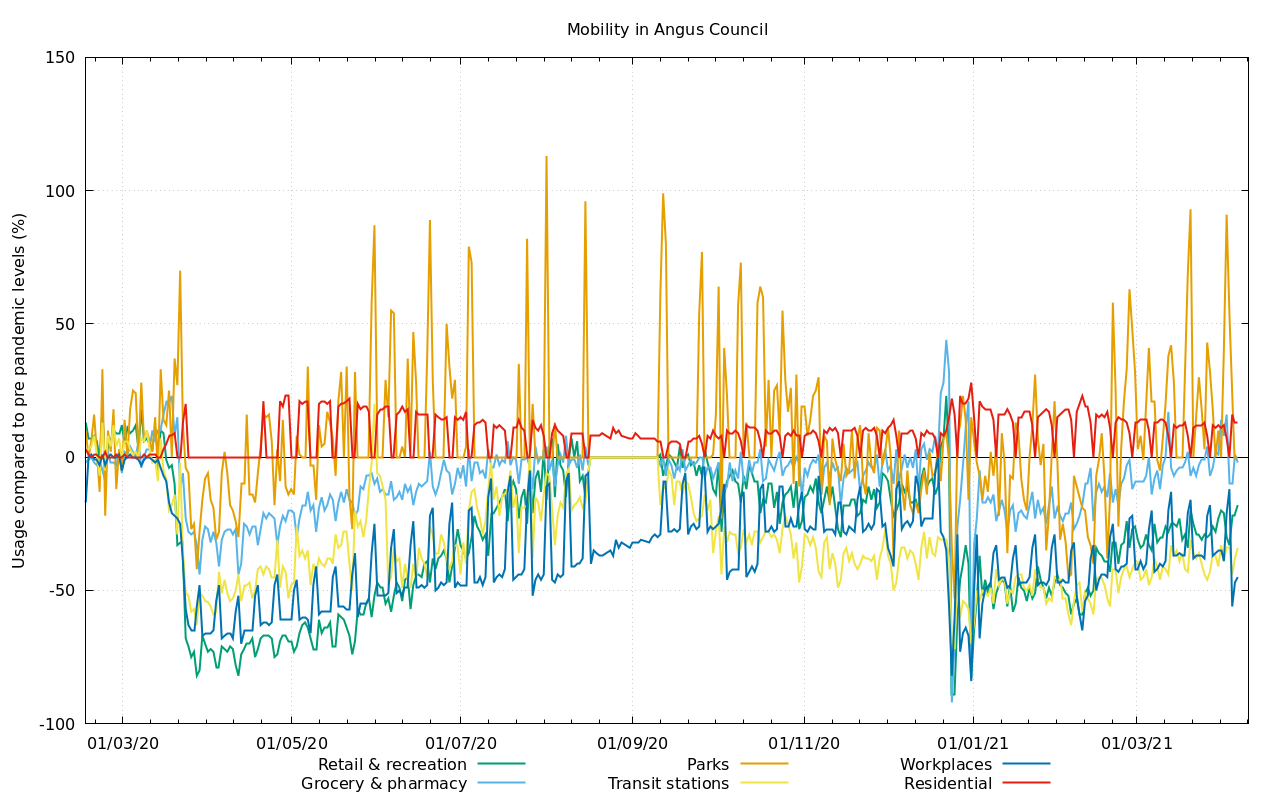 Mobility in Angus Council
Usage compared to pre pandemic levels (%)
150
100
50
0
-50
-100
01/03/20 01/05/20 01/07/20 01/09/20 01/11/20 01/01/21 01/03/21
Retail & recreation Parks Workplaces
Grocery & pharmacy Transit stations Residential